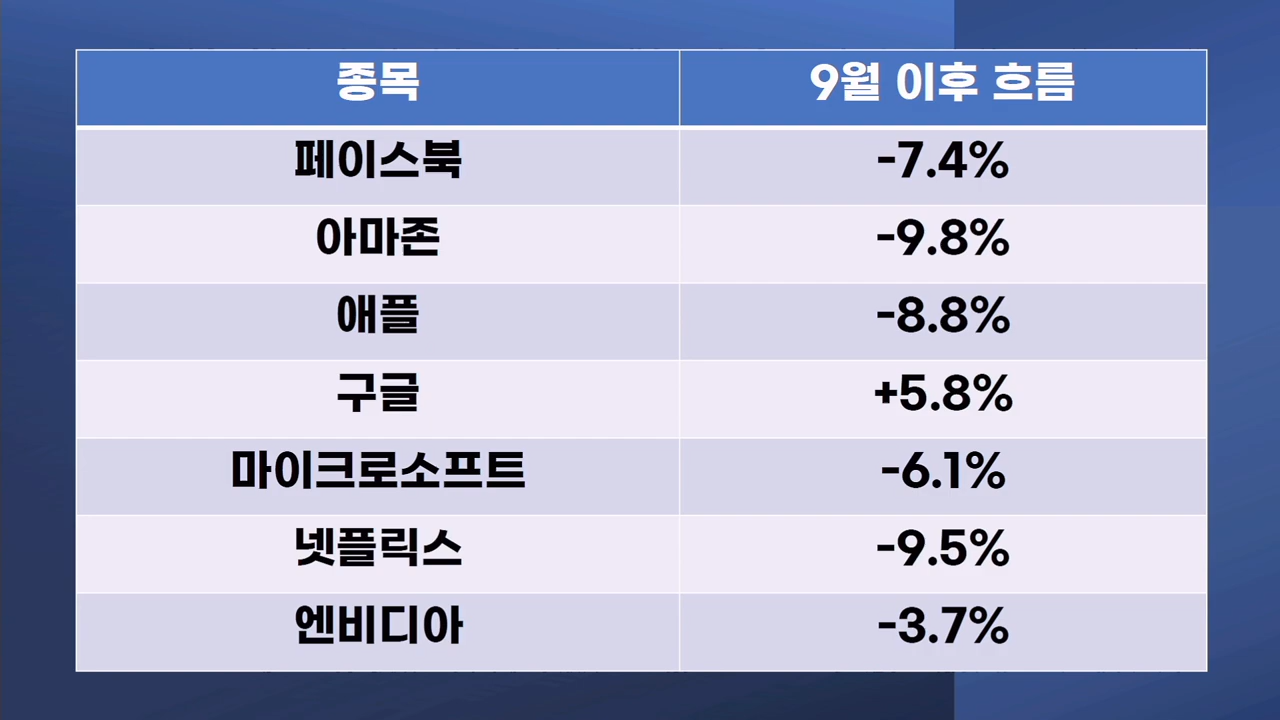 종목 9월 이후 흐름
페이스북 -7.4%
아마존 -9.8%
애플 -8.8%
구글 +5.8%
마이크로소프트 -6.1%
넷플릭스 -9.5%
엔비디아 -3.7%